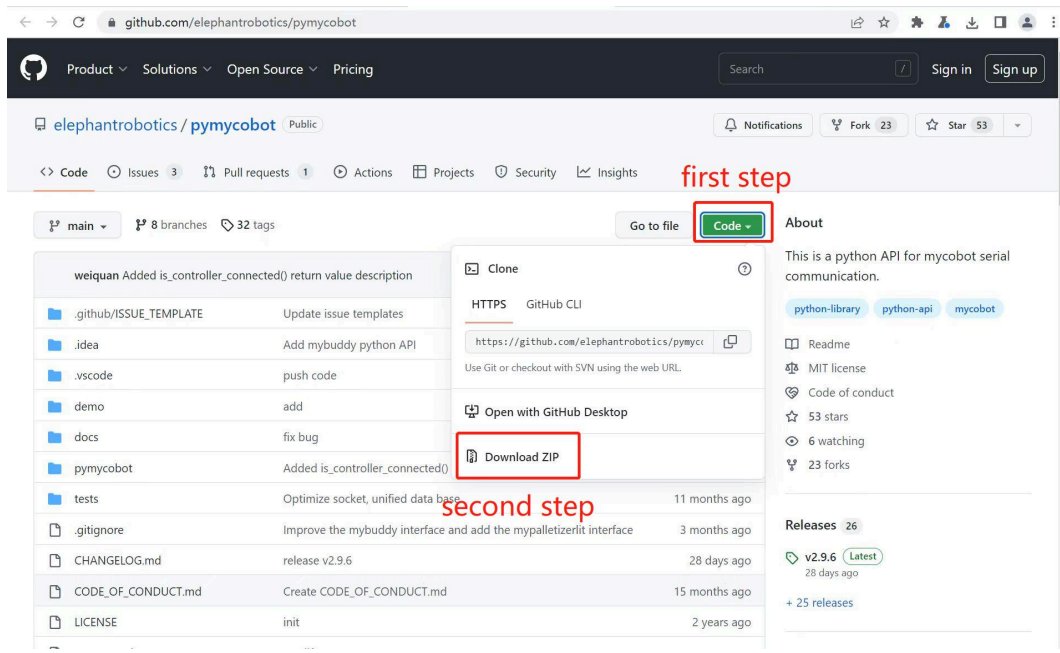 github.com/elephantrobotics/pymycobot
Product Solutions Open Source Pricing Search / Sign in Sign up
elephantrobotics / pymycobot Public Notifications Fork 23 Star 53
Code Issues 3 Pull requests 1 Actions Projects Security Insights
first step
main 8 branches 32 tags Go to file Code
weiquan Added is_controller_connected() return value description
.github/ISSUE_TEMPLATE Update issue templates
.idea Add mybuddy python API
.vscode push code
demo add
docs fix bug
pymycobot Added is_controller_connected()
tests Optimize socket, unified data base 11 months ago
.gitignore Improve the mybuddy interface and add the mypalletizerlit interface 3 months ago
CHANGELOG.md release v2.9.6 28 days ago
CODE_OF_CONDUCT.md Create CODE_OF_CONDUCT.md 15 months ago
LICENSE init 2 years ago
Clone
HTTPS GitHub CLI
https://github.com/elephantrobotics/pymyc
Use Git or checkout with SVN using the web URL.
Open with GitHub Desktop
Download ZIP
second step
About
This is a python API for mycobot serial
communication.
python-library python-api mycobot
Readme
MIT license
Code of conduct
53 stars
6 watching
23 forks
Releases 26
v2.9.6 Latest
28 days ago
+ 25 releases